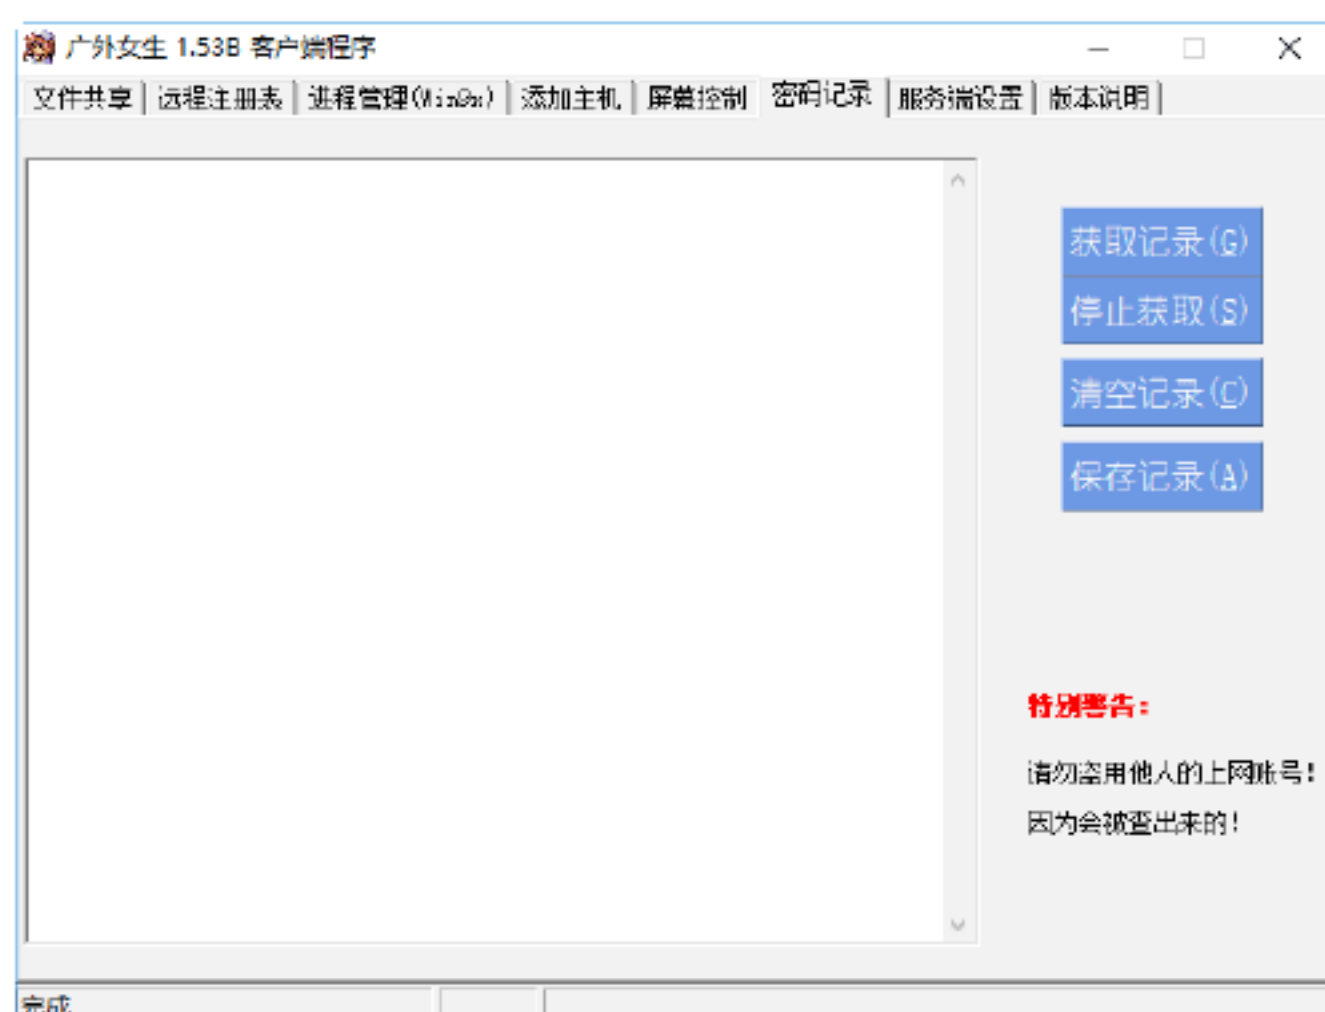 广外女生 1.53B 客户端程序
文件共享 远程注册表 进程管理(Win9x) 添加主机 屏幕控制 密码记录 服务端设置 版本说明
获取记录(G)
停止获取(S)
清空记录(C)
保存记录(A)
特别警告:
请勿盗用他人的上网账号!
因为会被查出来的!
完成